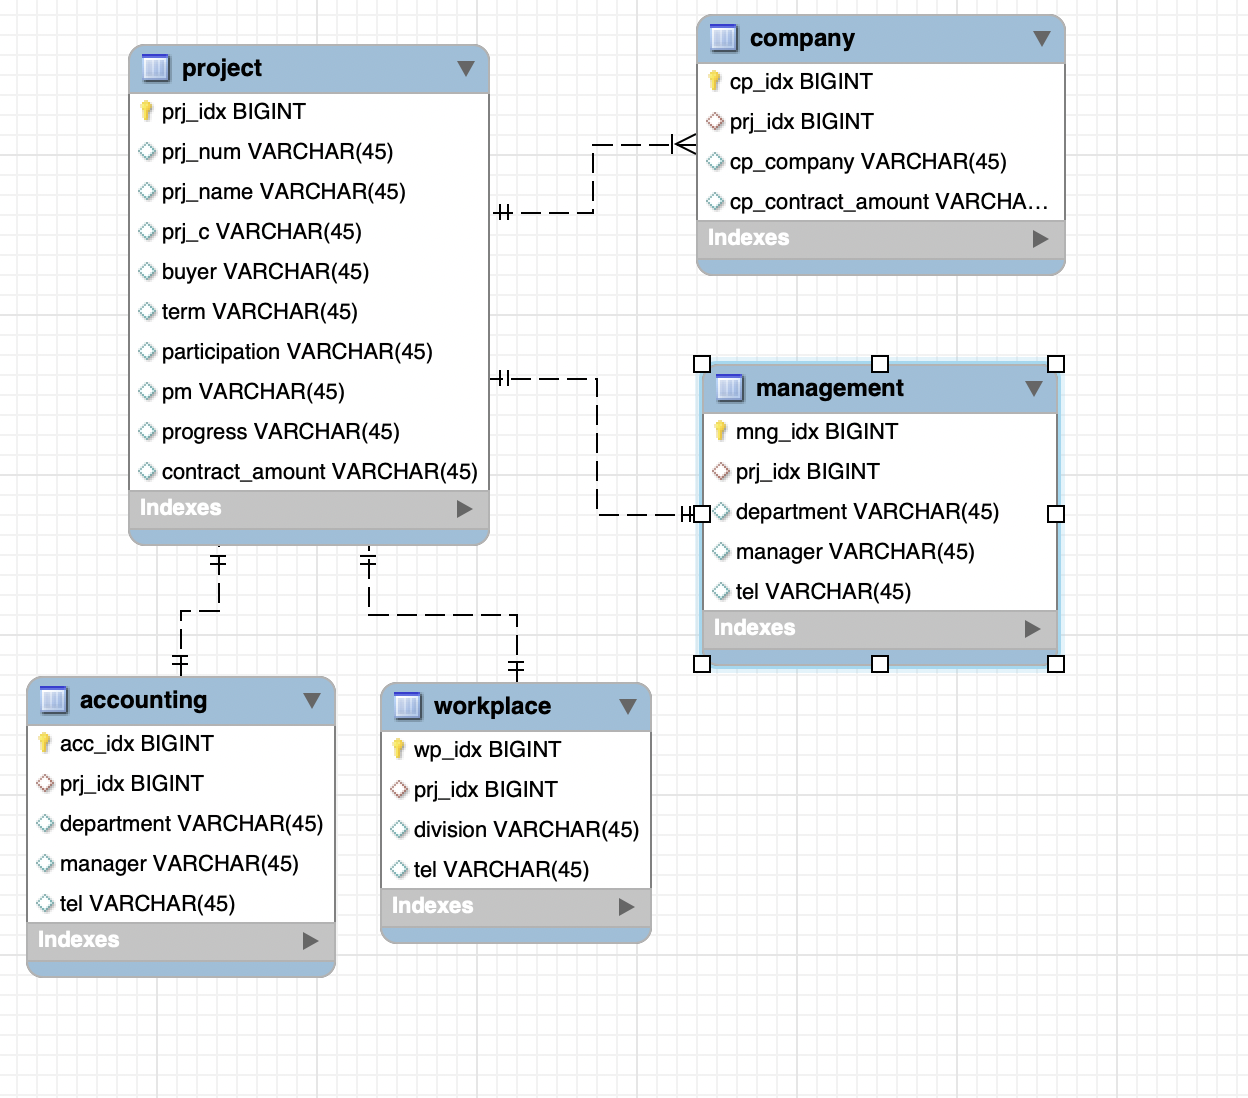 project
prj_idx BIGINT
prj_num VARCHAR(45)
prj_name VARCHAR(45)
prj_c VARCHAR(45)
buyer VARCHAR(45)
term VARCHAR(45)
participation VARCHAR(45)
pm VARCHAR(45)
progress VARCHAR(45)
contract_amount VARCHAR(45)
Indexes
company
cp_idx BIGINT
prj_idx BIGINT
cp_company VARCHAR(45)
cp_contract_amount VARCHA...
Indexes
management
mng_idx BIGINT
prj_idx BIGINT
department VARCHAR(45)
manager VARCHAR(45)
tel VARCHAR(45)
Indexes
accounting
acc_idx BIGINT
prj_idx BIGINT
department VARCHAR(45)
manager VARCHAR(45)
tel VARCHAR(45)
Indexes
workplace
wp_idx BIGINT
prj_idx BIGINT
division VARCHAR(45)
tel VARCHAR(45)
Indexes